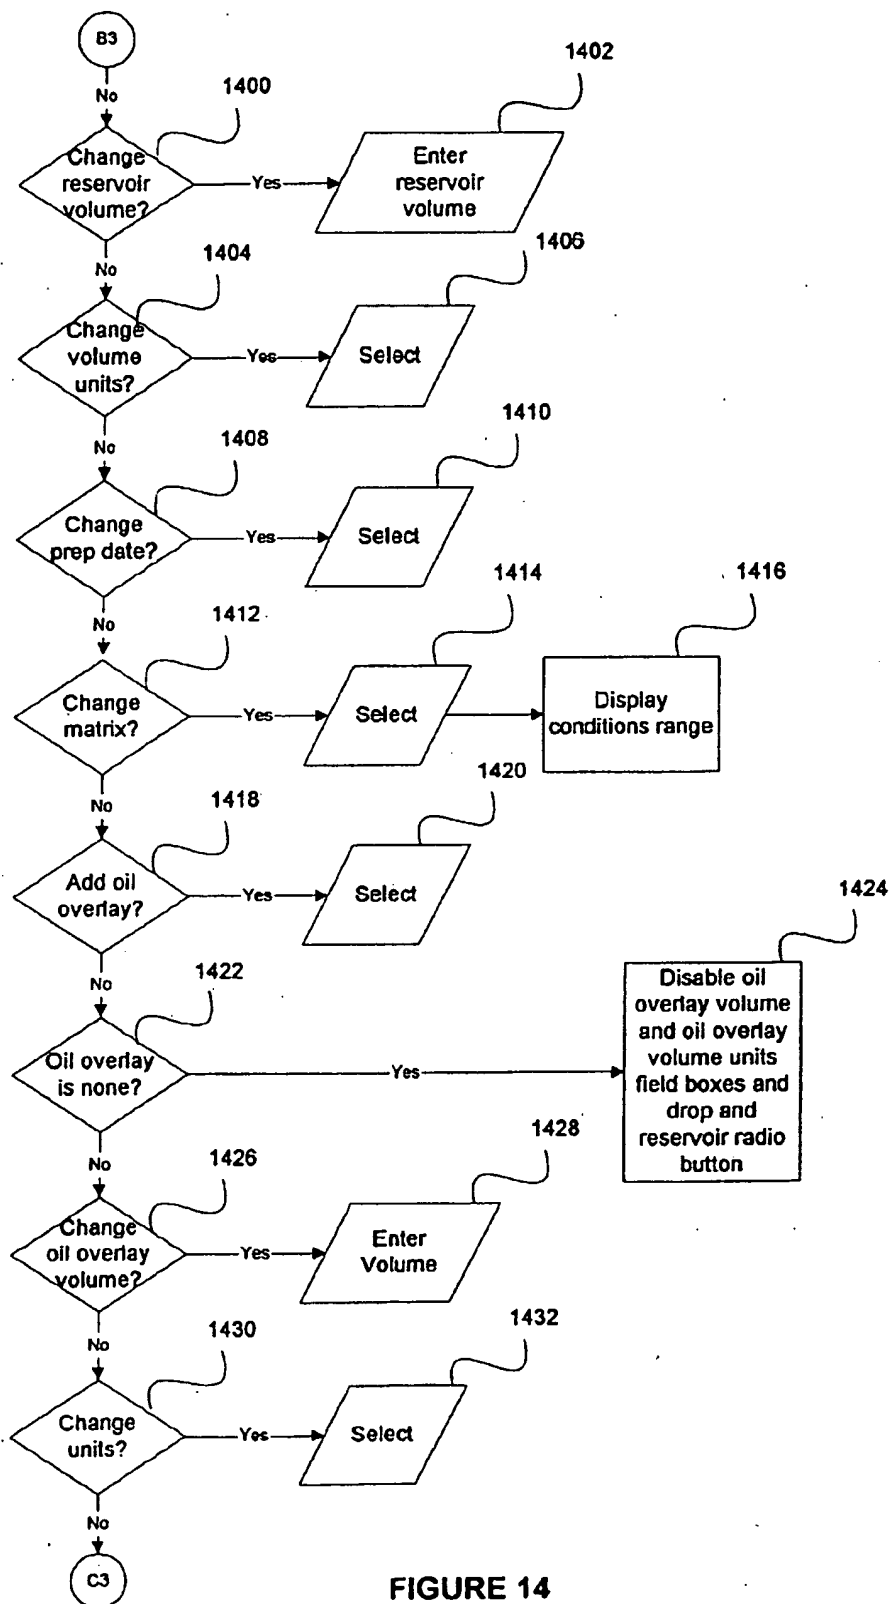 B3
No
1400
1402
Change
reservoir
volume?
Yes
Enter
reservoir
volume
No
1404
1406
Change
volume
units?
Yes
Select
No
1408
1410
Change
prep date?
Yes
Select
No
1412
1414
1416
Change
matrix?
Yes
Select
Display
conditions range
No
1418
1420
Add oil
overlay?
Yes
Select
No
1422
1424
Oil overlay
is none?
Yes
Disable oil
overlay volume
and oil overlay
volume units
field boxes and
drop and
reservoir radio
button
No
1426
1428
Change
oil overlay
volume?
Yes
Enter
Volume
No
1430
1432
Change
units?
Yes
Select
No
C3
FIGURE 14